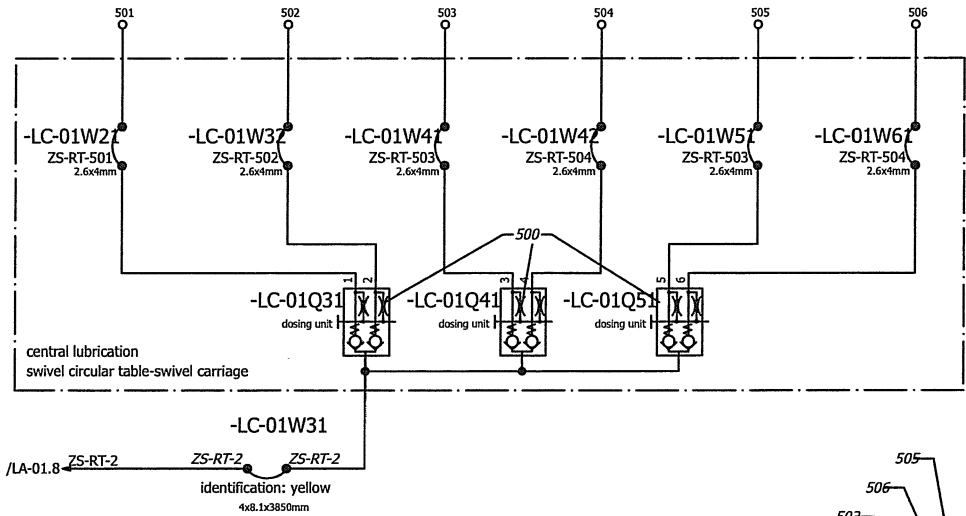 501 502 503 504 505 506
-LC-01W21 -LC-01W32 -LC-01W41 -LC-01W42 -LC-01W51 -LC-01W61
ZS-RT-501 ZS-RT-502 ZS-RT-503 ZS-RT-504 ZS-RT-503 ZS-RT-504
2.6x4mm 2.6x4mm 2.6x4mm 2.6x4mm 2.6x4mm 2.6x4mm
500
1 2 3 4 5 6
-LC-01Q31 -LC-01Q41 -LC-01Q51
dosing unit dosing unit dosing unit
central lubrication
swivel circular table-swivel carriage
-LC-01W31
/LA-01.8 ZS-RT-2 ZS-RT-2 ZS-RT-2
identification: yellow
4x8.1x3850mm
505
506
503